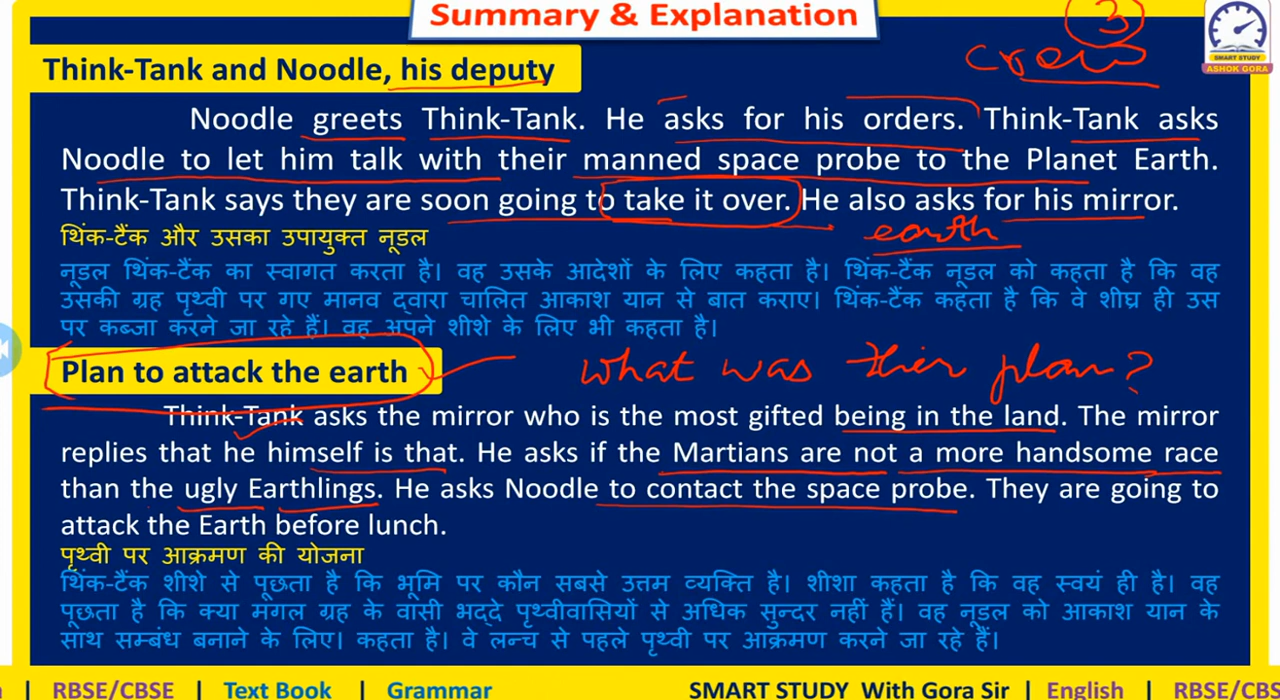 Summary & Explanation
3
crew
SMART STUDY
ASHOK GORA
Think-Tank and Noodle, his deputy
Noodle greets Think-Tank. He asks for his orders. Think-Tank asks
Noodle to let him talk with their manned space probe to the Planet Earth.
Think-Tank says they are soon going to take it over. He also asks for his mirror.
earth
थिंक-टैंक और उसका उपायुक्त नूडल
नूडल थिंक-टैंक का स्वागत करता है। वह उसके आदेशों के लिए कहता है। थिंक-टैंक नूडल को कहता है कि वह
उसकी ग्रह पृथ्वी पर गए मानव द्वारा चालित आकाश यान से बात कराए। थिंक-टैंक कहता है कि वे शीघ्र ही उस
पर कब्जा करने जा रहे हैं। वह अपने शीशे के लिए भी कहता है।
Plan to attack the earth
what was their plan?
Think-Tank asks the mirror who is the most gifted being in the land. The mirror
replies that he himself is that. He asks if the Martians are not a more handsome race
than the ugly Earthlings. He asks Noodle to contact the space probe. They are going to
attack the Earth before lunch.
पृथ्वी पर आक्रमण की योजना
थिंक-टैंक शीशे से पूछता है कि भूमि पर कौन सबसे उत्तम व्यक्ति है। शीशा कहता है कि वह स्वयं ही है। वह
पूछता है कि क्या मंगल ग्रह के वासी भद्दे पृथ्वीवासियों से अधिक सुन्दर नहीं हैं। वह नूडल को आकाश यान के
साथ सम्बंध बनाने के लिए। कहता है। वे लन्च से पहले पृथ्वी पर आक्रमण करने जा रहे हैं।
| RBSE/CBSE | Text Book | Grammar SMART STUDY With Gora Sir | English | RBSE/CBS